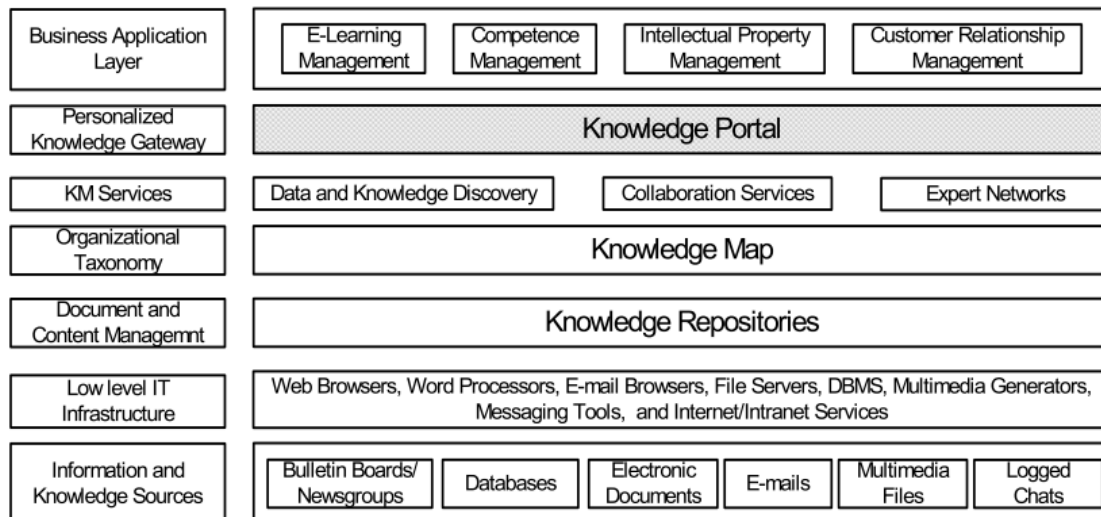 Business Application
Layer
E-Learning
Management
Competence
Management
Intellectual Property
Management
Customer Relationship
Management
Personalized
Knowledge Gateway
Knowledge Portal
KM Services
Data and Knowledge Discovery
Collaboration Services
Expert Networks
Organizational
Taxonomy
Knowledge Map
Document and
Content Managemnt
Knowledge Repositories
Low level IT
Infrastructure
Web Browsers, Word Processors, E-mail Browsers, File Servers, DBMS, Multimedia Generators,
Messaging Tools, and Internet/Intranet Services
Information and
Knowledge Sources
Bulletin Boards/
Newsgroups
Databases
Electronic
Documents
E-mails
Multimedia
Files
Logged
Chats